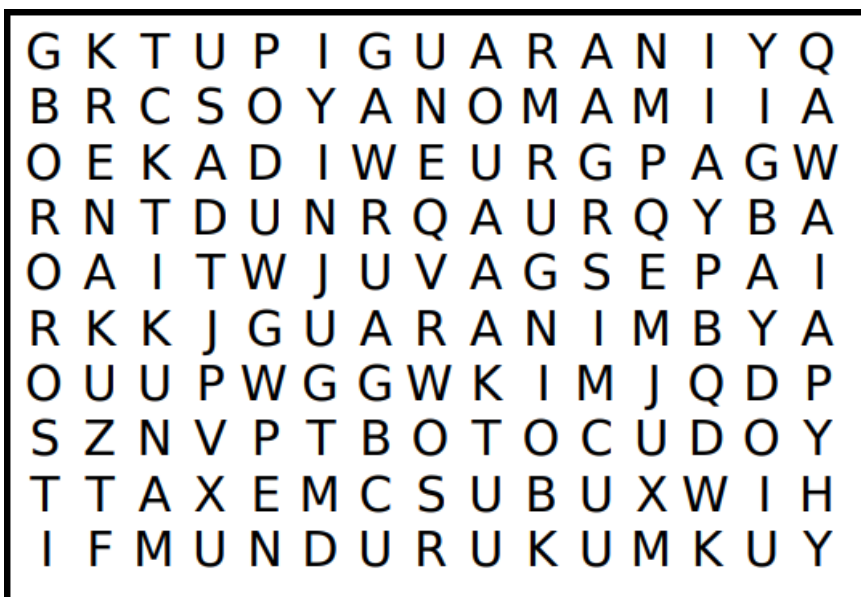 G K T U P I G U A R A N I Y Q
B R C S O Y A N O M A M I I A
O E K A D I W E U R G P A G W
R N T D U N R Q A U R Q Y B A
O A I T W J U V A G S E P A I
R K K J G U A R A N I M B Y A
O U U P W G G W K I M J Q D P
S Z N V P T B O T O C U D O Y
T T A X E M C S U B U X W I H
I F M U N D U R U K U M K U Y